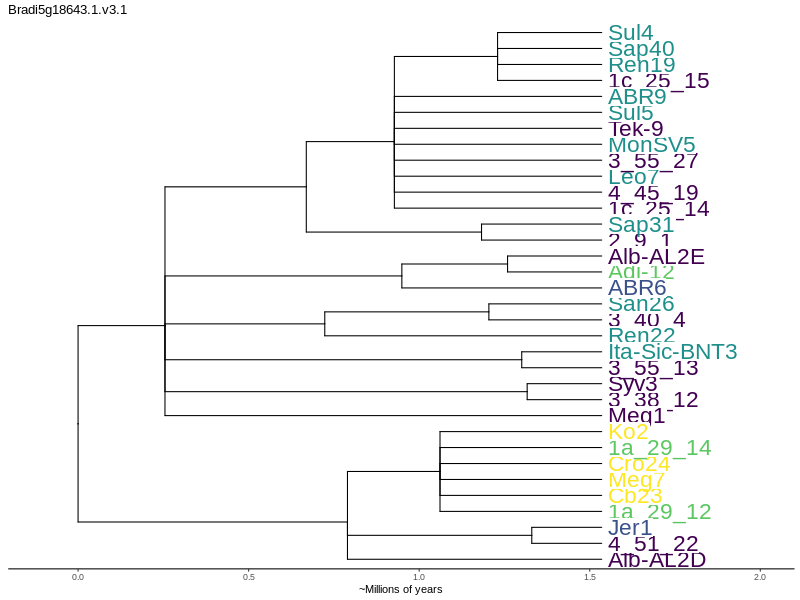 Bradi5g18643.1.v3.1
Sul4
Sap40
Ren19
1c_25_15
ABR9
Sul5
Tek-9
MonSV5
3_55_27
Leo7
4_45_19
1c_25_14
Sap31
2_9_1
Alb-AL2E
Adi-12
ABR6
San26
3_40_4
Ren22
Ita-Sic-BNT3
3_55_13
Syv3
3_38_12
Meg1
Ko2
1a_29_14
Cro24
Meg7
Cb23
1a_29_12
Jer1
4_51_22
Alb-AL2D
0.0 0.5 1.0 1.5 2.0
~Millions of years